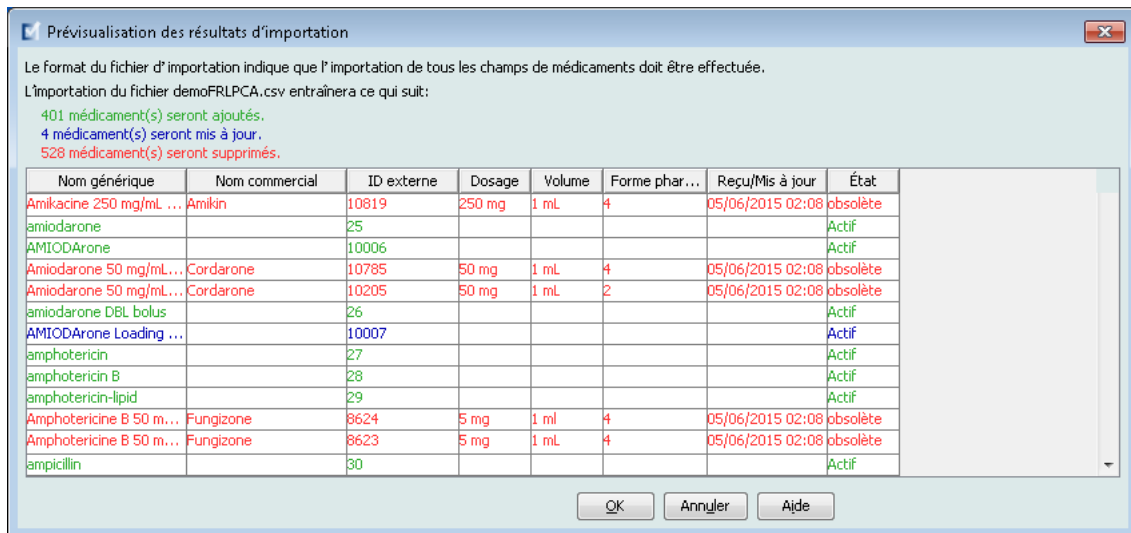 Prévisualisation des résultats d'importation
Le format du fichier d'importation indique que l'importation de tous les champs de médicaments doit être effectuée.
L'importation du fichier demoFRLPCA.csv entraînera ce qui suit:
401 médicament(s) seront ajoutés.
4 médicament(s) seront mis à jour.
528 médicament(s) seront supprimés.
Nom générique Nom commercial ID externe Dosage Volume Forme phar... Reçu/Mis à jour État
Amikacine 250 mg/mL ... Amikin 10819 250 mg 1 mL 4 05/06/2015 02:08 obsolète
amiodarone 25 Actif
AMIODArone 10006 Actif
Amiodarone 50 mg/mL... Cordarone 10785 50 mg 1 mL 4 05/06/2015 02:08 obsolète
Amiodarone 50 mg/mL... Cordarone 10205 50 mg 1 mL 2 05/06/2015 02:08 obsolète
amiodarone DBL bolus 26 Actif
AMIODArone Loading ... 10007 Actif
amphotericin 27 Actif
amphotericin B 28 Actif
amphotericin-lipid 29 Actif
Amphotericine B 50 m... Fungizone 8624 5 mg 1 ml 4 05/06/2015 02:08 obsolète
Amphotericine B 50 m... Fungizone 8623 5 mg 1 mL 4 05/06/2015 02:08 obsolète
ampicillin 30 Actif
OK Annuler Aide